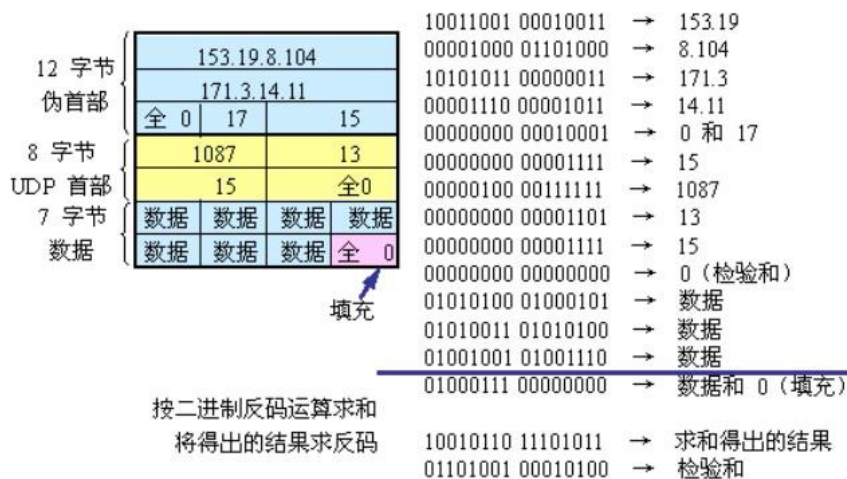 12 字节
伪首部
153.19.8.104
171.3.14.11
全 0 17 15
8 字节
UDP 首部
1087 13
15 全0
7 字节
数据
数据 数据 数据 数据
数据 数据 数据 全 0
填充
10011001 00010011 → 153.19
00001000 01101000 → 8.104
10101011 00000011 → 171.3
00001110 00001011 → 14.11
00000000 00010001 → 0 和 17
00000000 00001111 → 15
00000100 00111111 → 1087
00000000 00001101 → 13
00000000 00001111 → 15
00000000 00000000 → 0 (检验和)
01010100 01000101 → 数据
01010011 01010100 → 数据
01001001 01001110 → 数据
01000111 00000000 → 数据和 0 (填充)
按二进制反码运算求和
将得出的结果求反码
10010110 11101011 → 求和得出的结果
01101001 00010100 → 检验和